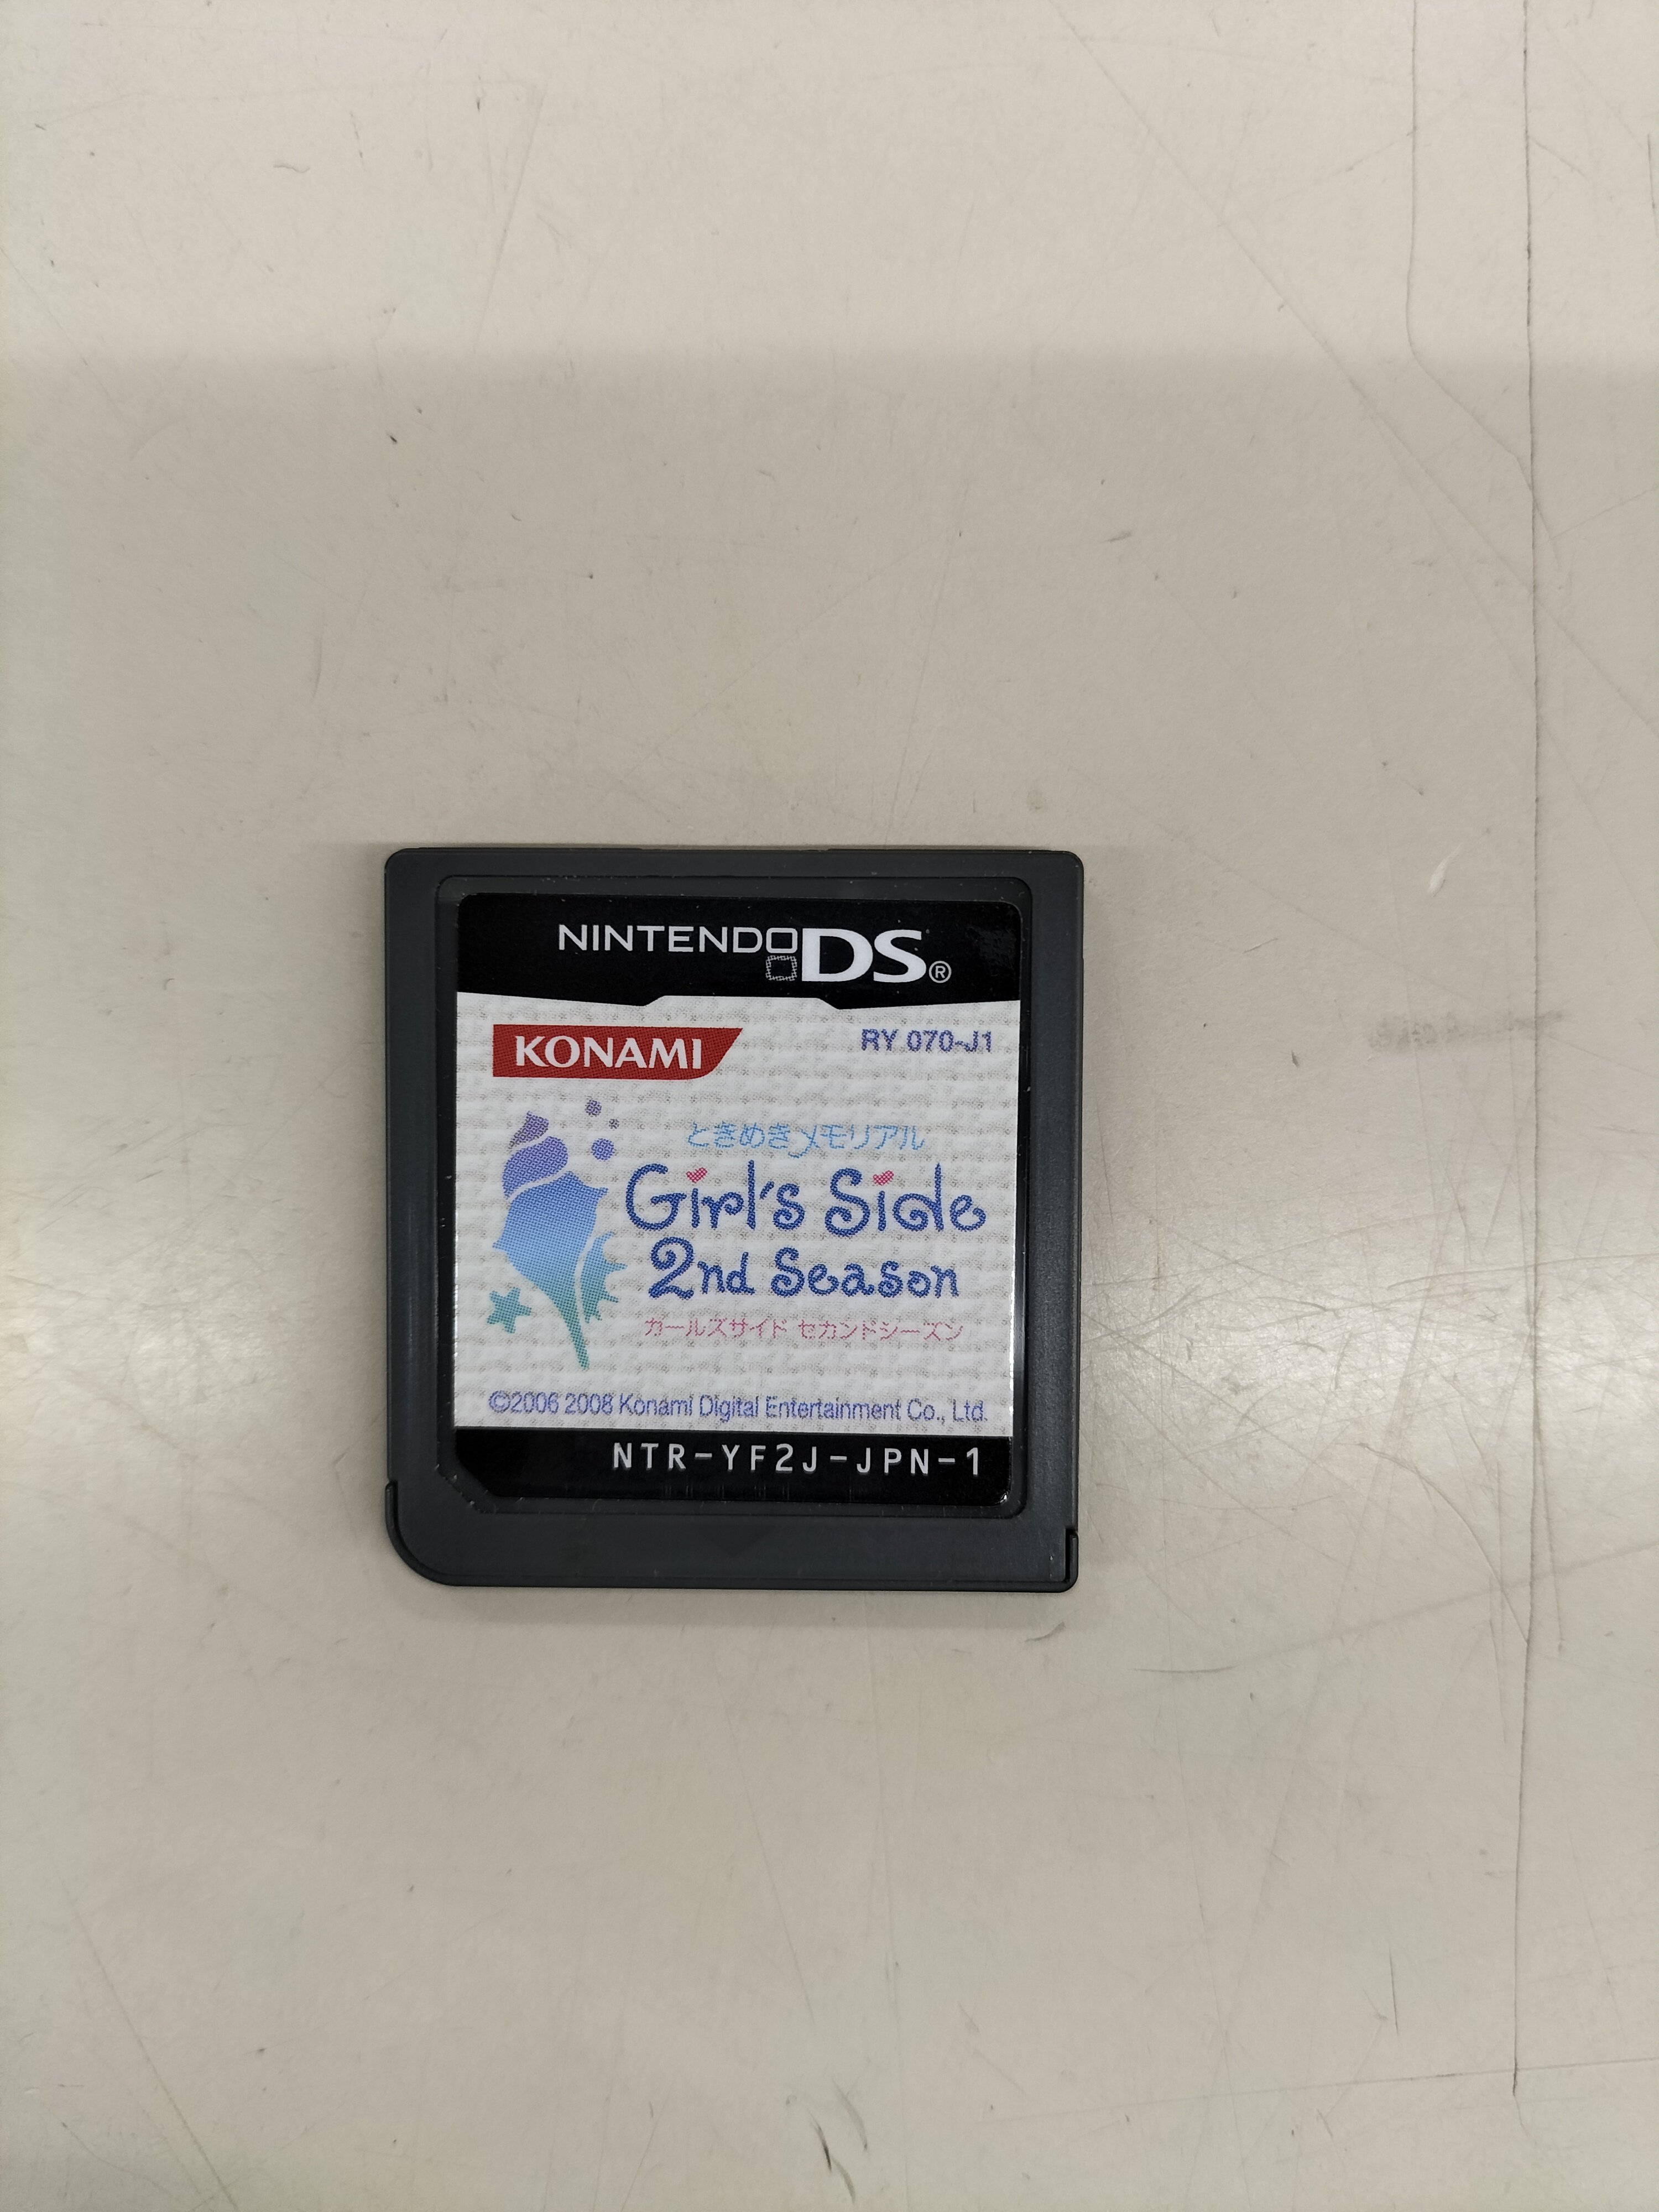 NINTENDO DS®
KONAMI
RY 070-J1
ときめきメモリアル
Girl's Side
2nd Season
ガールズサイド セカンドシーズン
©2006 2008 Konami Digital Entertainment Co., Ltd.
NTR-YF2J-JPN-1